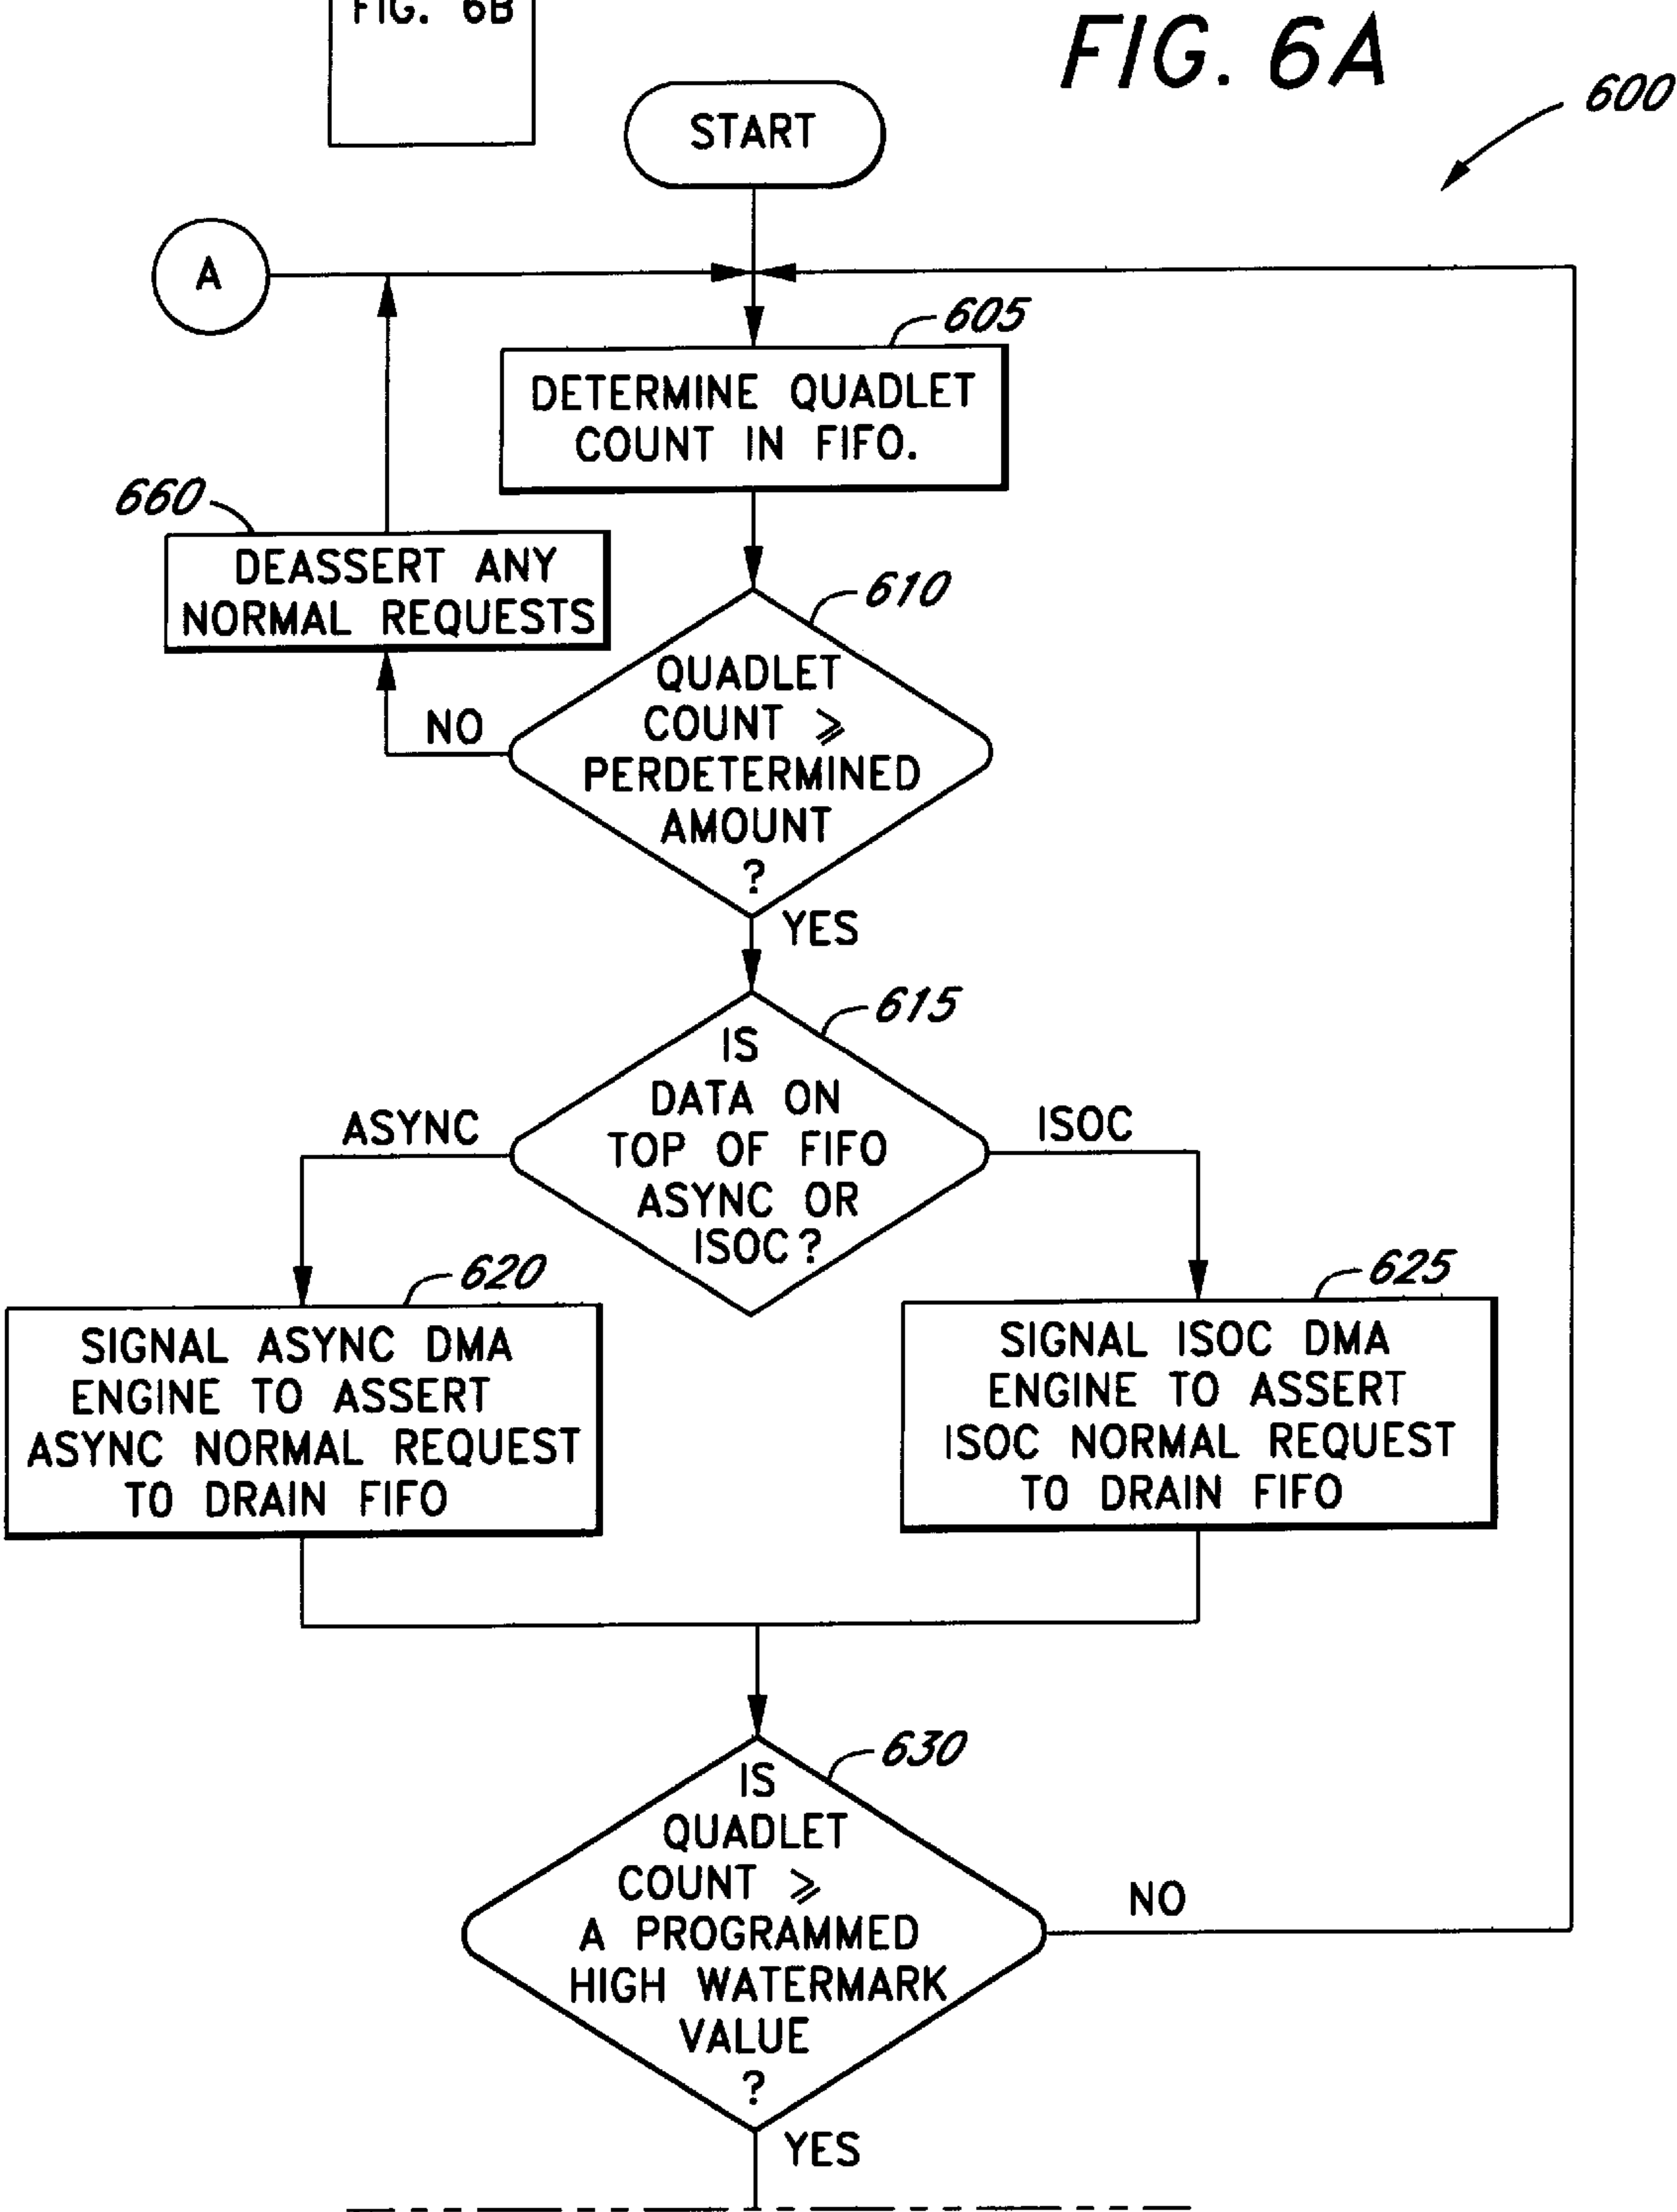 FIG. 6B
FIG. 6A
600
START
A
605
DETERMINE QUADLET
COUNT IN FIFO.
660
DEASSERT ANY
NORMAL REQUESTS
610
QUADLET
COUNT ⩾
PERDETERMINED
AMOUNT
?
NO
YES
615
IS
DATA ON
TOP OF FIFO
ASYNC OR
ISOC?
ASYNC
ISOC
620
SIGNAL ASYNC DMA
ENGINE TO ASSERT
ASYNC NORMAL REQUEST
TO DRAIN FIFO
625
SIGNAL ISOC DMA
ENGINE TO ASSERT
ISOC NORMAL REQUEST
TO DRAIN FIFO
630
IS
QUADLET
COUNT ⩾
A PROGRAMMED
HIGH WATERMARK
VALUE
?
NO
YES